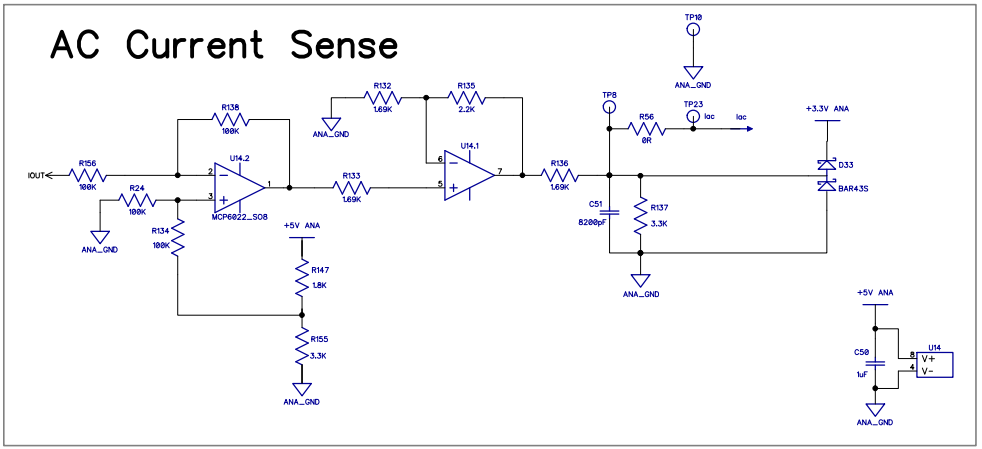 AC Current Sense
TP10
ANA_GND
R132
1.69K
R135
2.2K
ANA_GND
TP8
R56
0R
TP23
Iac
Iac
+3.3V ANA
D33
BAR43S
R138
100K
U14.2
2
3
1
MCP6022_SO8
IOUT
R156
100K
R24
100K
ANA_GND
R134
100K
R133
1.69K
U14.1
6
5
7
R136
1.69K
C51
8200pF
R137
3.3K
ANA_GND
+5V ANA
R147
1.8K
R155
3.3K
ANA_GND
+5V ANA
C50
1uF
U14
8
V+
4
V-
ANA_GND